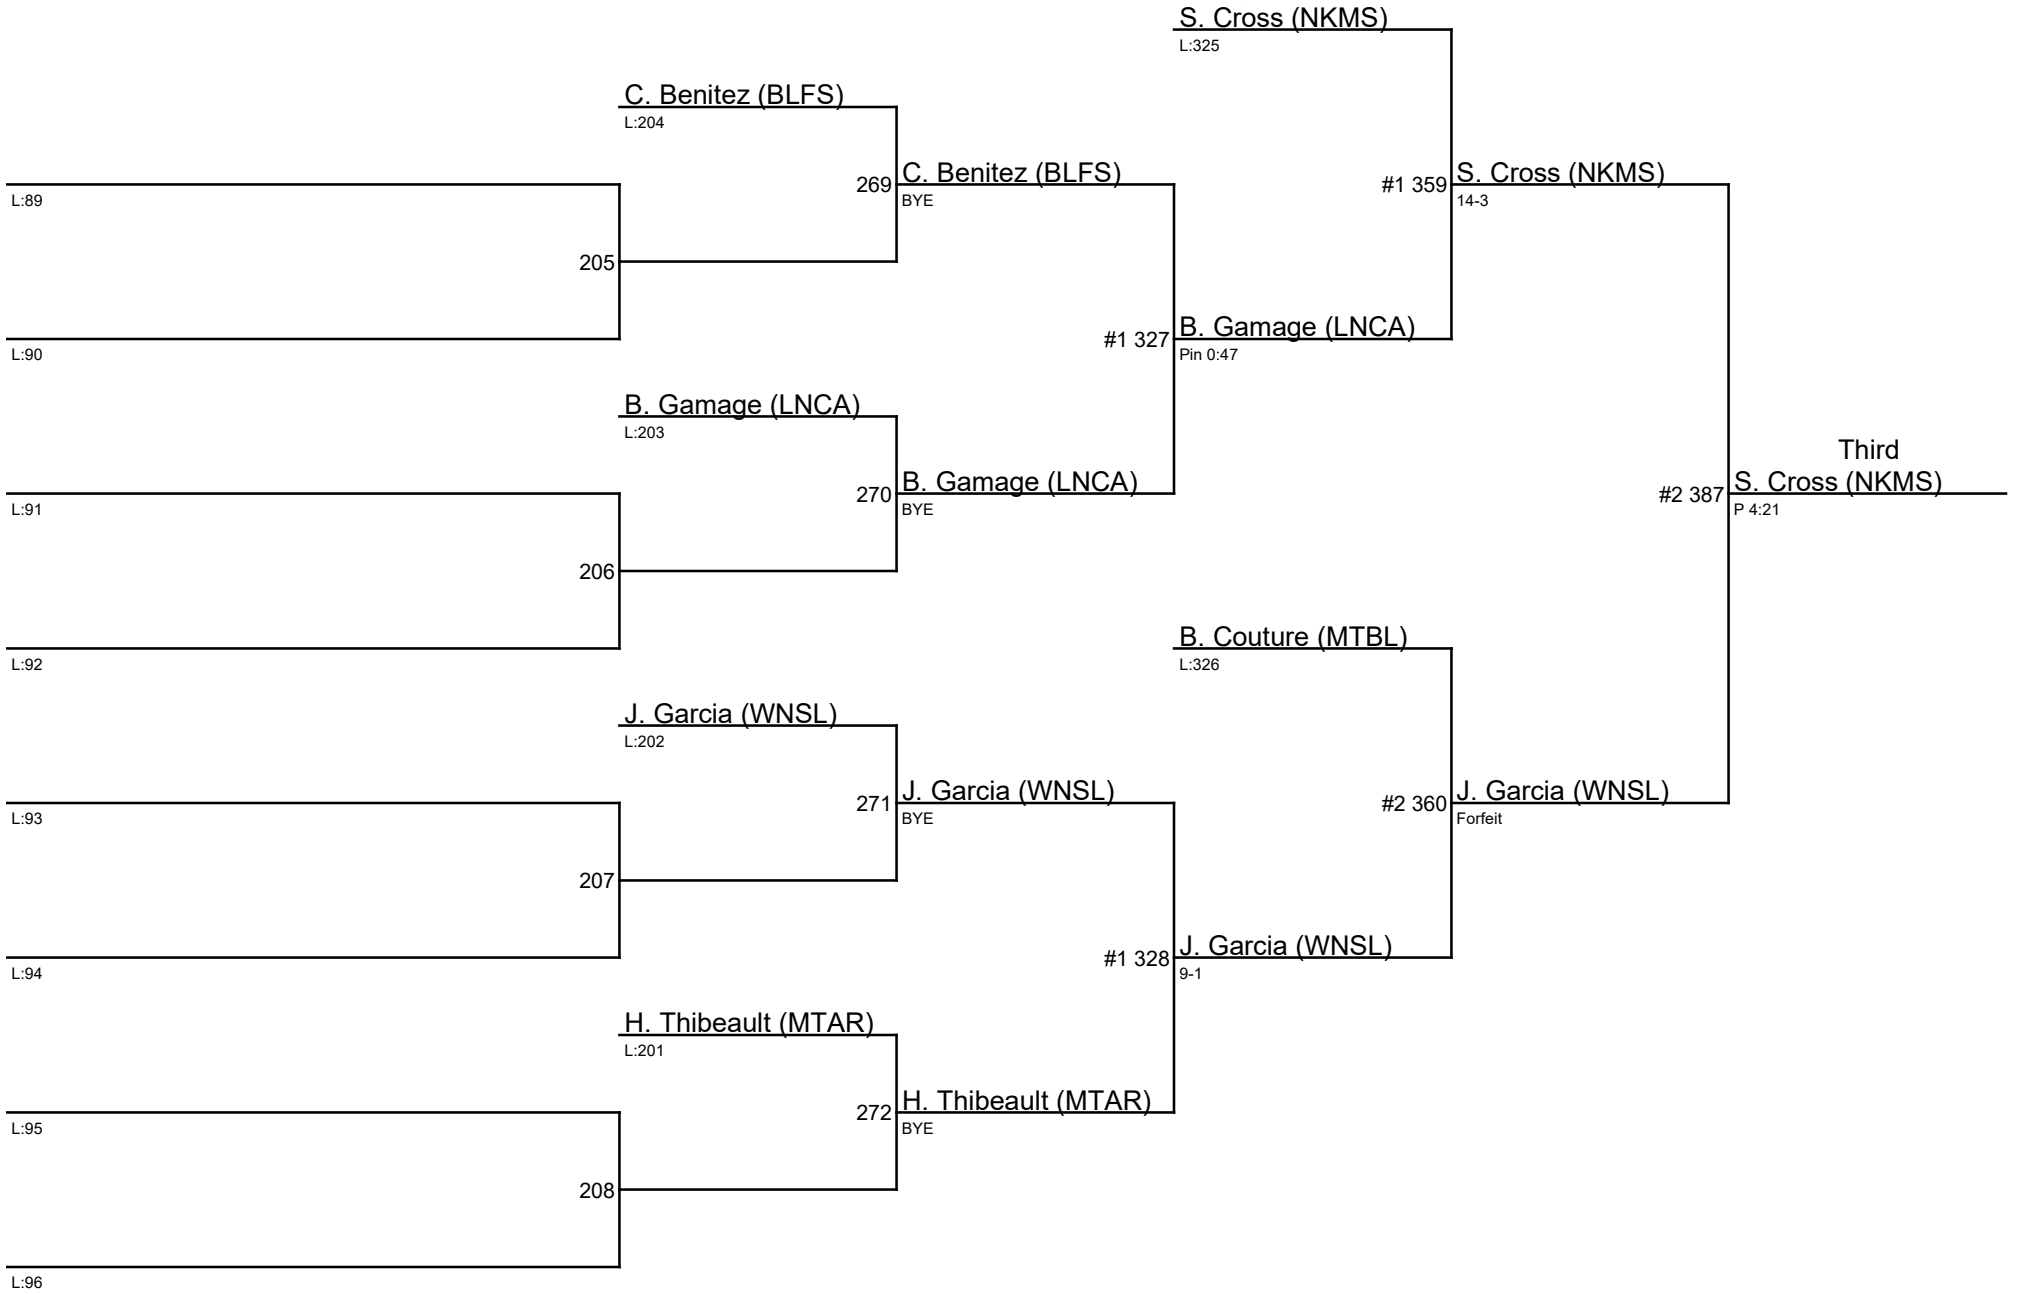 S. Cross (NKMS)
L:325
C. Benitez (BLFS)
L:204
269 C. Benitez (BLFS)
BYE
#1 359 S. Cross (NKMS)
14-3
L:89
205
#1 327 B. Gamage (LNCA)
Pin 0:47
L:90
B. Gamage (LNCA)
L:203
Third
270 B. Gamage (LNCA)
BYE
#2 387 S. Cross (NKMS)
P 4:21
L:91
206
B. Couture (MTBL)
L:326
L:92
J. Garcia (WNSL)
L:202
271 J. Garcia (WNSL)
BYE
#2 360 J. Garcia (WNSL)
Forfeit
L:93
207
#1 328 J. Garcia (WNSL)
9-1
L:94
H. Thibeault (MTAR)
L:201
272 H. Thibeault (MTAR)
BYE
L:95
208
L:96